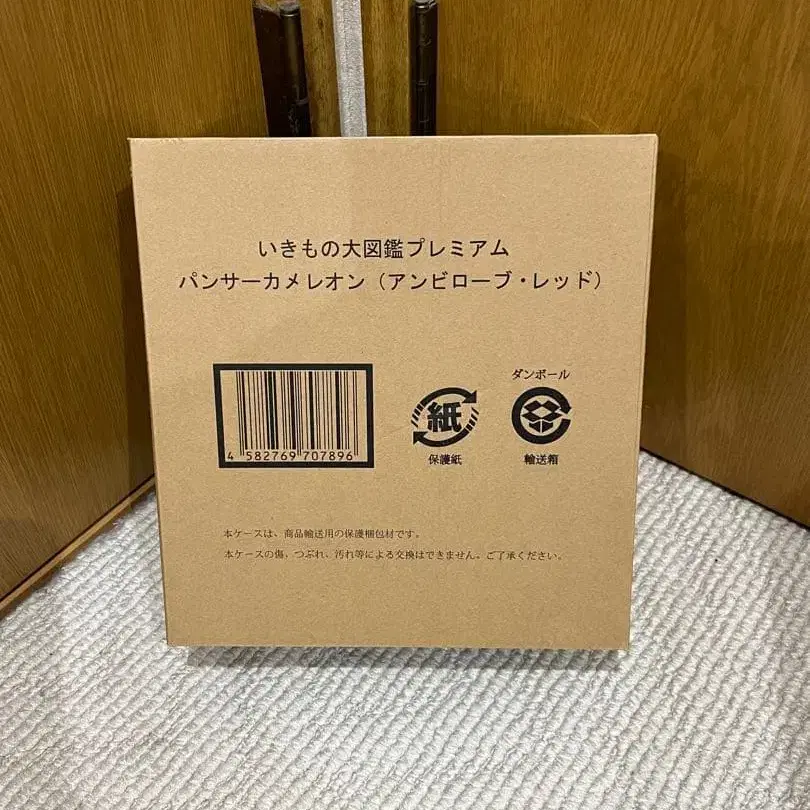 いきもの大図鑑プレミアム
パンサーカメレオン（アンビローブ・レッド）
4 582769 707896
紙
保護紙
ダンボール
輸送箱
本ケースは、商品輸送用の保護梱包材です。
本ケースの傷、つぶれ、汚れ等による交換はできません。ご了承ください。